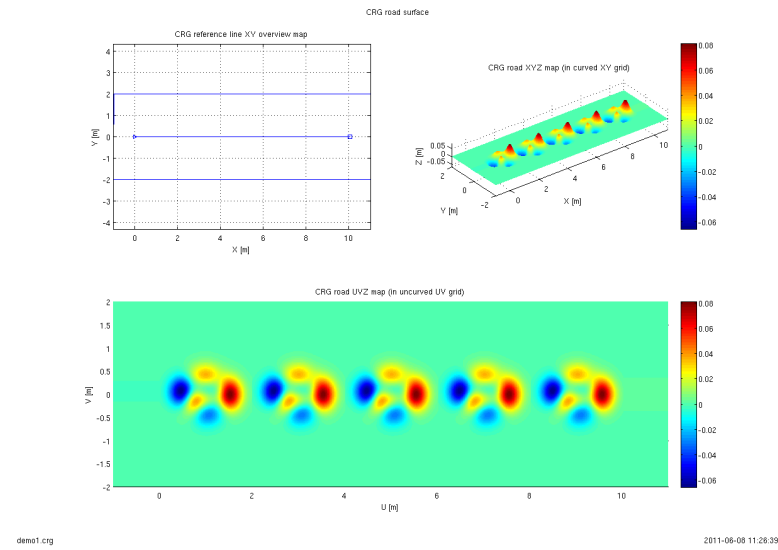 CRG road surface
CRG reference line XY overview map
4
3
2
1
0
-1
-2
-3
-4
Y [m]
0 2 4 6 8 10
X [m]
CRG road XYZ map (in curved XY grid)
0.05
0
-0.05
Z [m]
2
0
-2
Y [m]
0 2 4 6 8 10
X [m]
0.08
0.06
0.04
0.02
0
-0.02
-0.04
-0.06
CRG road UVZ map (in uncurved UV grid)
2
1.5
1
0.5
0
-0.5
-1
-1.5
-2
V [m]
0 2 4 6 8 10
U [m]
0.08
0.06
0.04
0.02
0
-0.02
-0.04
-0.06
demo1.crg
2011-06-08 11:26:39